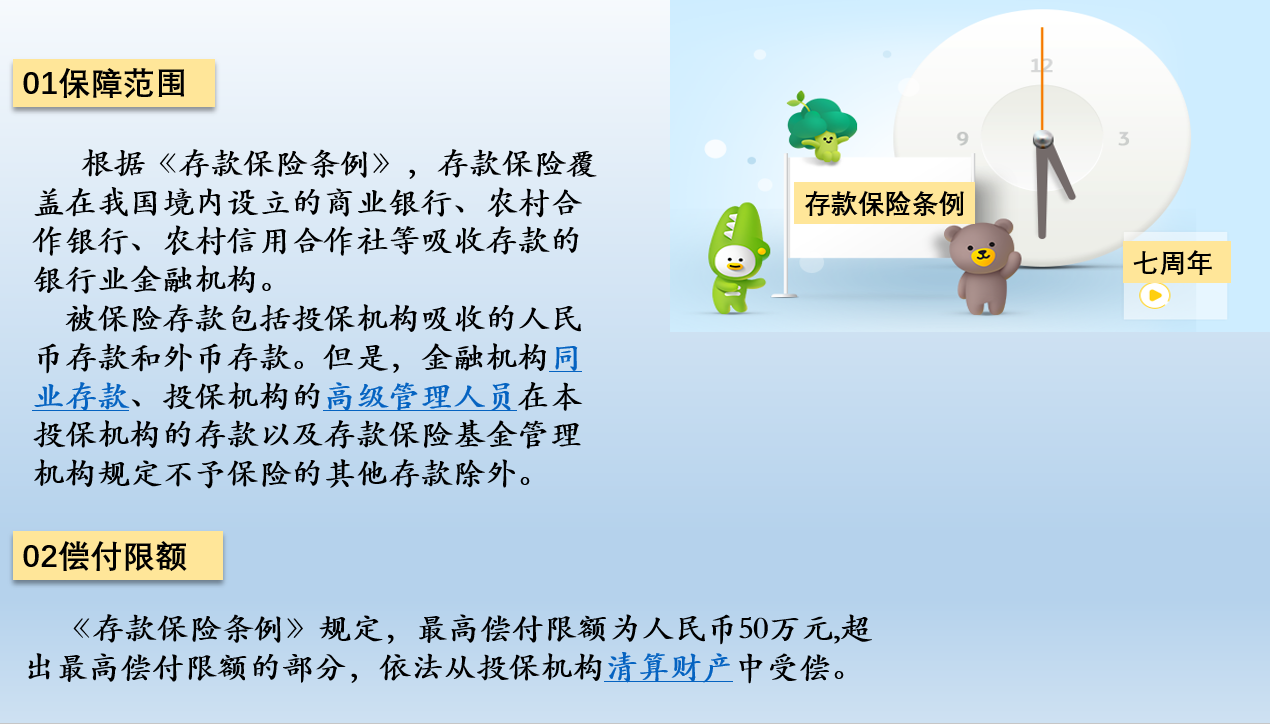 01保障范围
根据《存款保险条例》，存款保险覆
盖在我国境内设立的商业银行、农村合
作银行、农村信用合作社等吸收存款的
银行业金融机构。
被保险存款包括投保机构吸收的人民
币存款和外币存款。但是，金融机构同
业存款、投保机构的高级管理人员在本
投保机构的存款以及存款保险基金管理
机构规定不予保险的其他存款除外。
12
9
3
存款保险条例
七周年
02偿付限额
《存款保险条例》规定，最高偿付限额为人民币50万元,超
出最高偿付限额的部分，依法从投保机构清算财产中受偿。